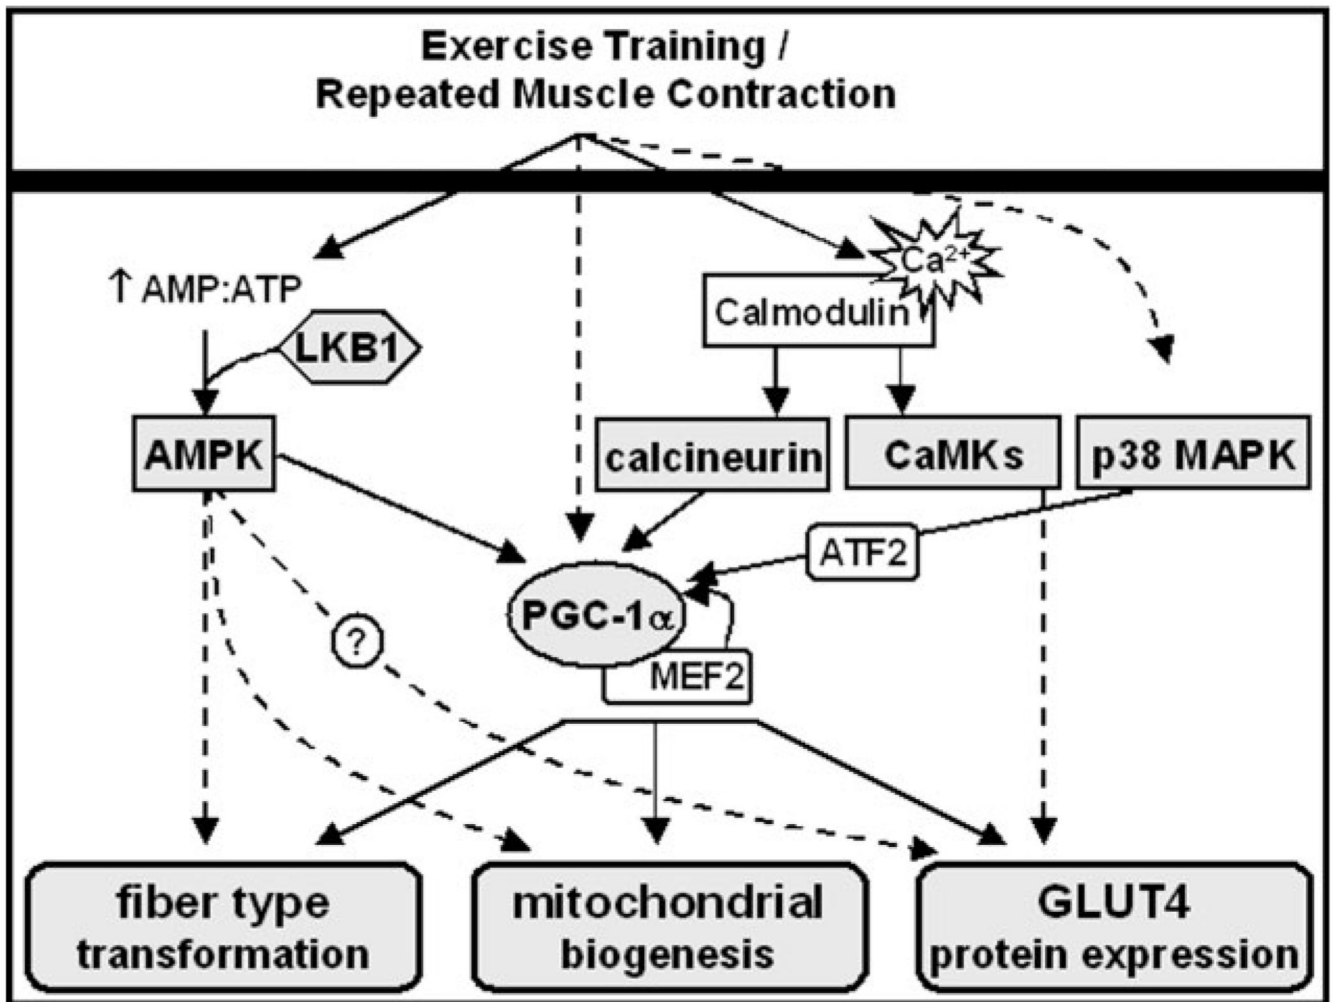 Exercise Training /
Repeated Muscle Contraction
↑ AMP:ATP
Ca²⁺
Calmodulin
LKB1
AMPK
calcineurin
CaMKs
p38 MAPK
ATF2
PGC-1α
MEF2
?
fiber type
transformation
mitochondrial
biogenesis
GLUT4
protein expression